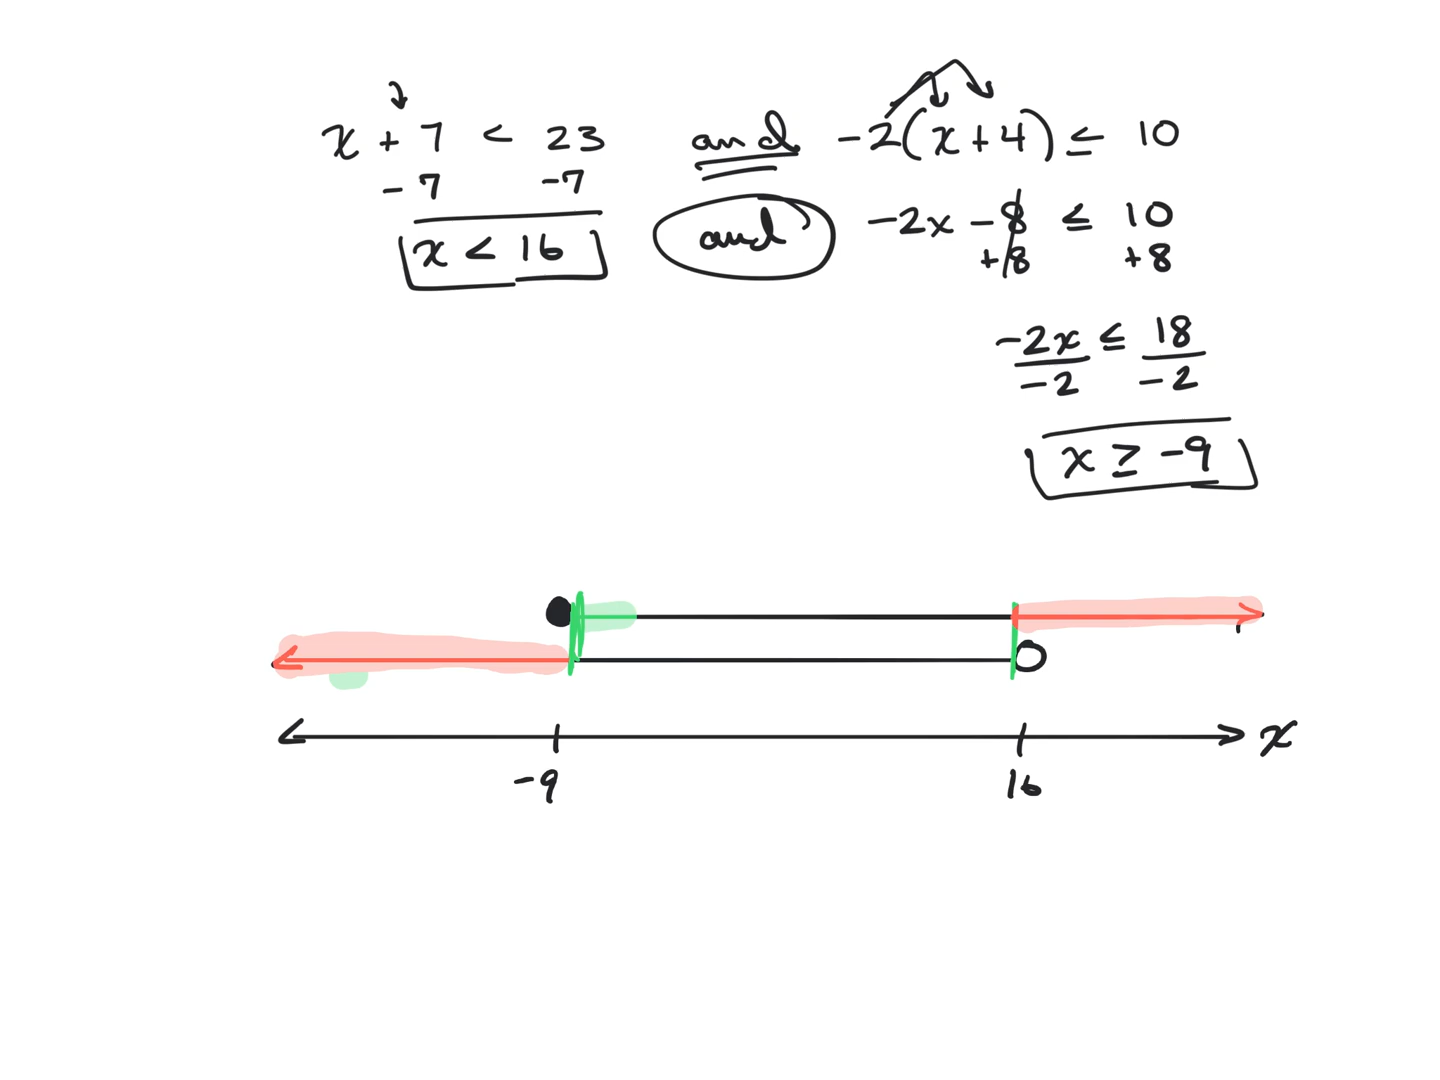 x + 7 < 23 and -2(x+4) ≤ 10
- 7 -7
x < 16 and -2x - 8 ≤ 10
+8 +8
-2x ≤ 18
-2 -2
x ≥ -9
x
-9 16